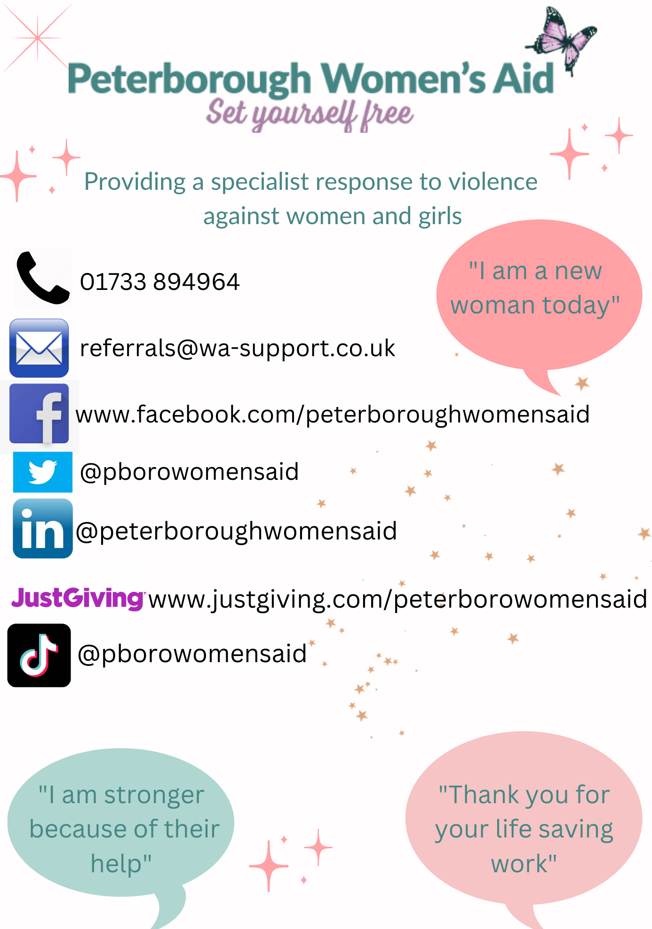 Peterborough Women's Aid
Set yourself free
Providing a specialist response to violence
against women and girls
01733 894964
"I am a new
woman today"
referrals@wa-support.co.uk
f
www.facebook.com/peterboroughwomensaid
@pborowomensaid
in
@peterboroughwomensaid
JustGiving www.justgiving.com/peterborowomensaid
@pborowomensaid
"I am stronger
because of their
help"
"Thank you for
your life saving
work"